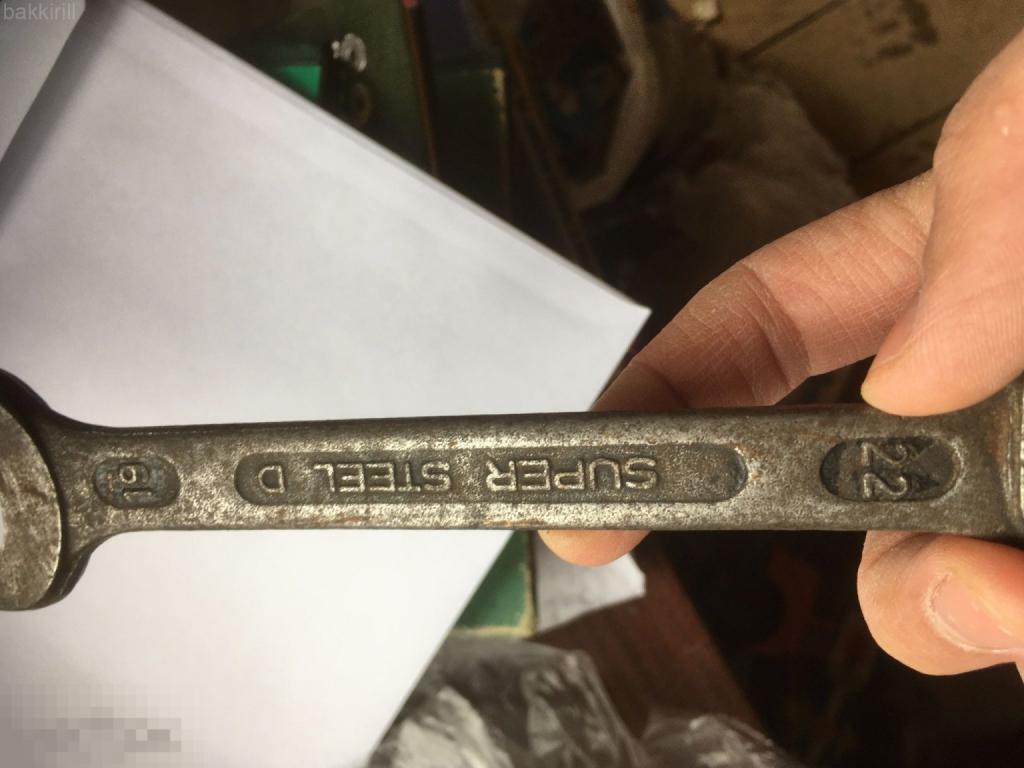 bakkirill
22
SUPER STEEL D
19